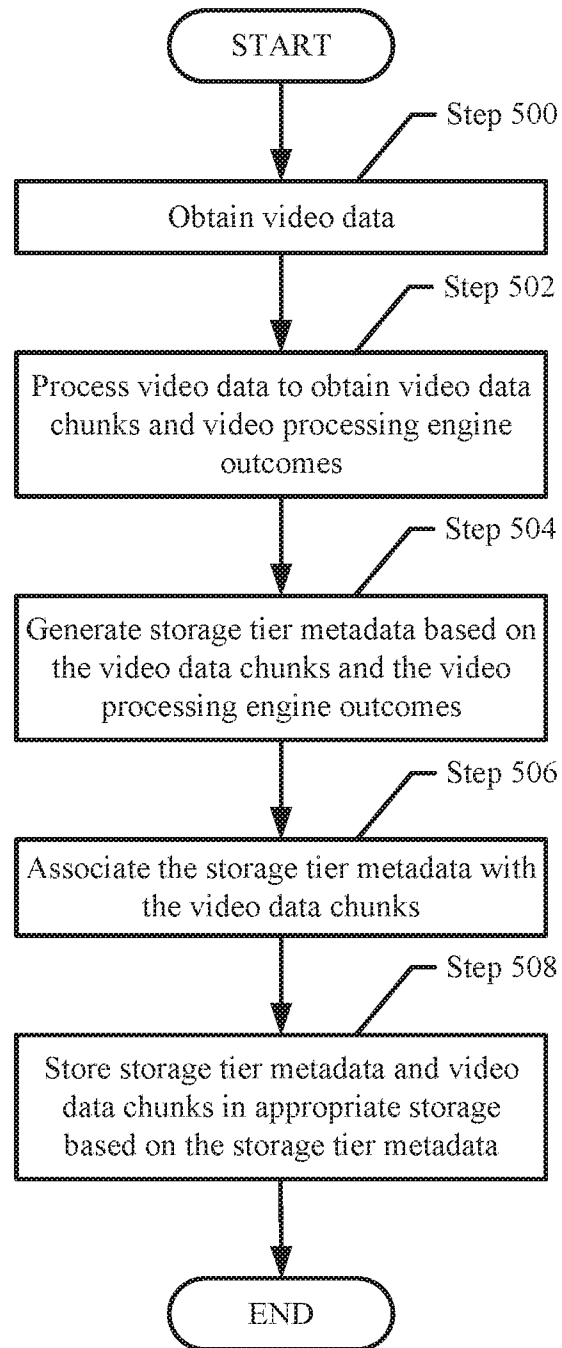 START
Step 500
Obtain video data
Step 502
Process video data to obtain video data
chunks and video processing engine
outcomes
Step 504
Generate storage tier metadata based on
the video data chunks and the video
processing engine outcomes
Step 506
Associate the storage tier metadata with
the video data chunks
Step 508
Store storage tier metadata and video
data chunks in appropriate storage
based on the storage tier metadata
END